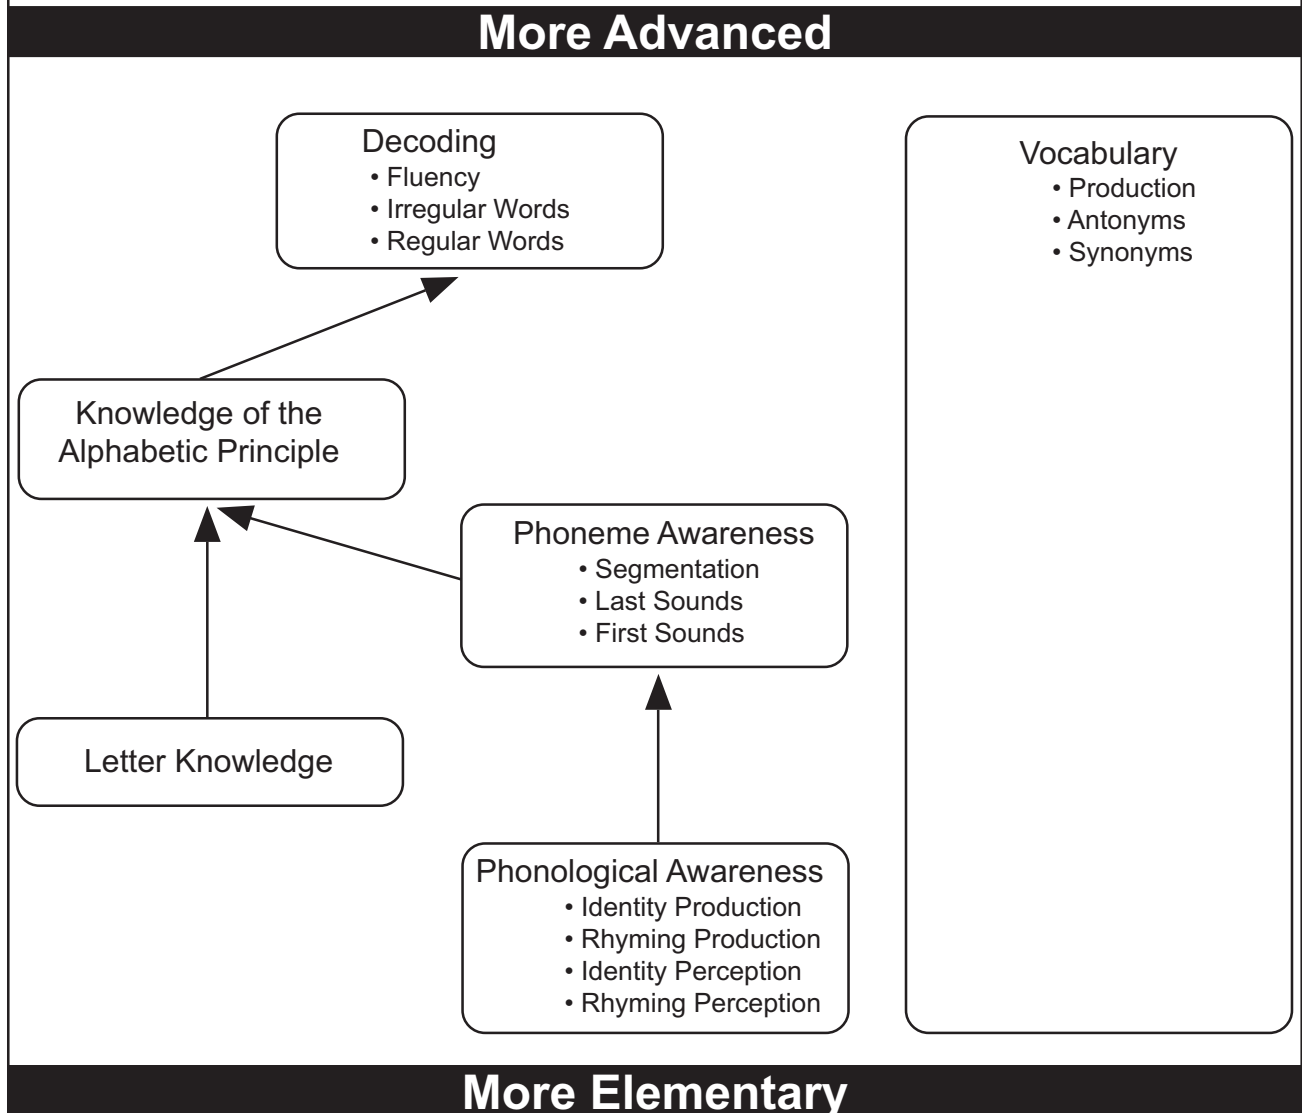 More Advanced
Decoding
• Fluency
• Irregular Words
• Regular Words
Vocabulary
• Production
• Antonyms
• Synonyms
Knowledge of the
Alphabetic Principle
Phoneme Awareness
• Segmentation
• Last Sounds
• First Sounds
Letter Knowledge
Phonological Awareness
• Identity Production
• Rhyming Production
• Identity Perception
• Rhyming Perception
More Elementary